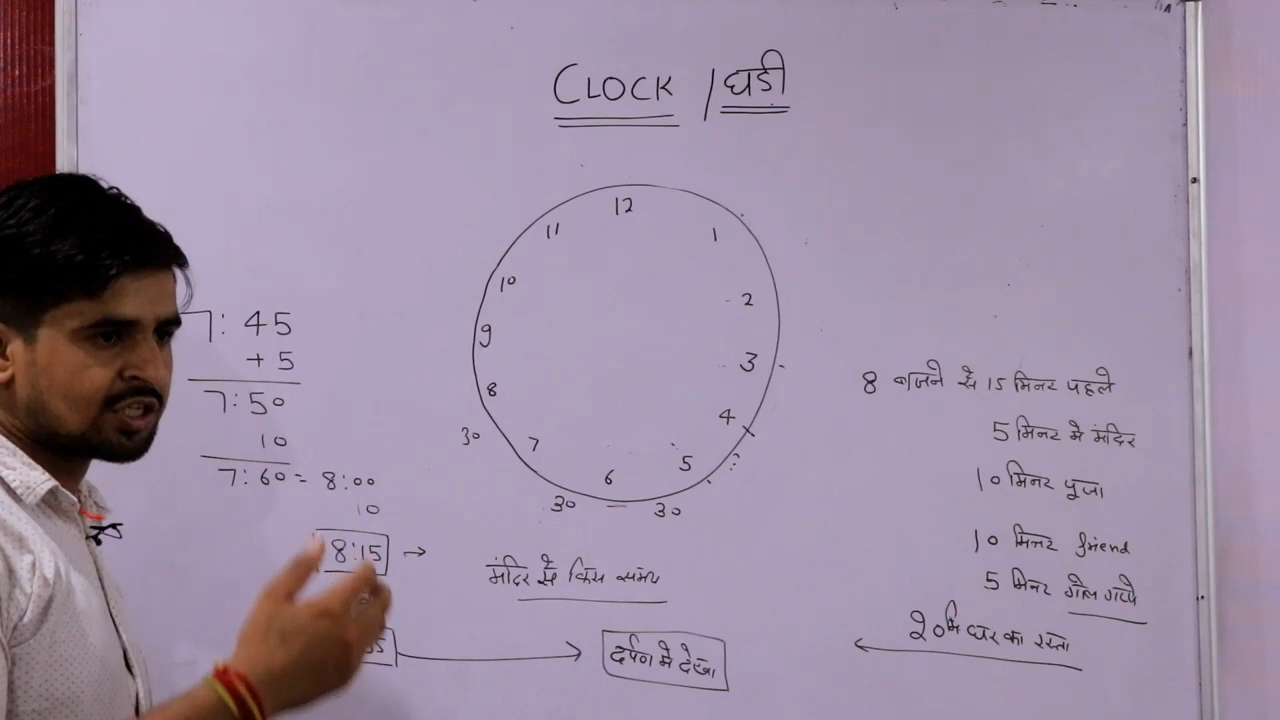 CLOCK / घडी
12
11
1
10
2
9
3
8
4
7
5
6
30
30
30
7: 45
+ 5
7:50
10
7:60 = 8:00
10
8:15 →
मंदिर से किस समय
दर्पण मे देखा
8 बजने से 15 मिनट पहले
5 मिनट मे मंदिर
10 मिनट पूजा
10 मिनट friend
5 मिनट गोल गप्पे
20मि घर का रस्ता